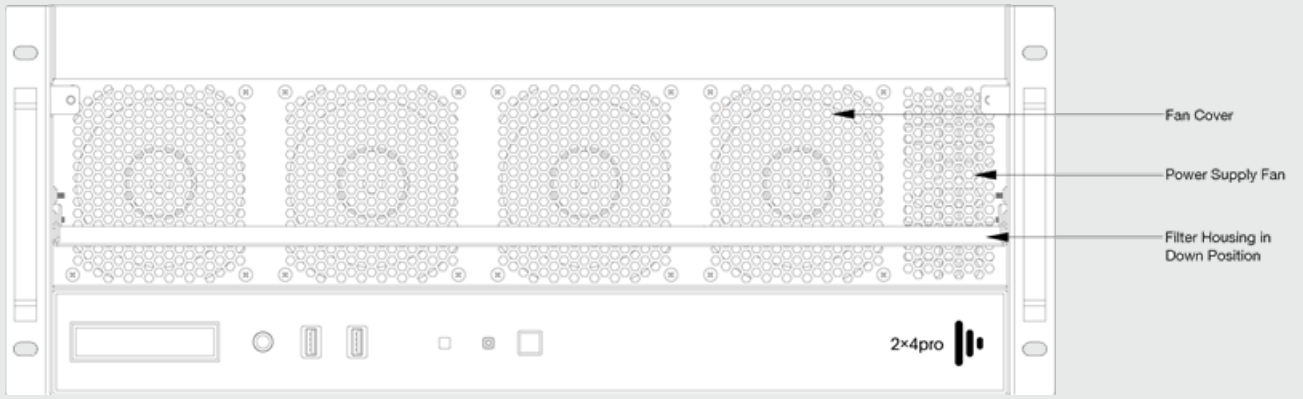 Fan Cover
Power Supply Fan
Filter Housing in
Down Position
2×4pro